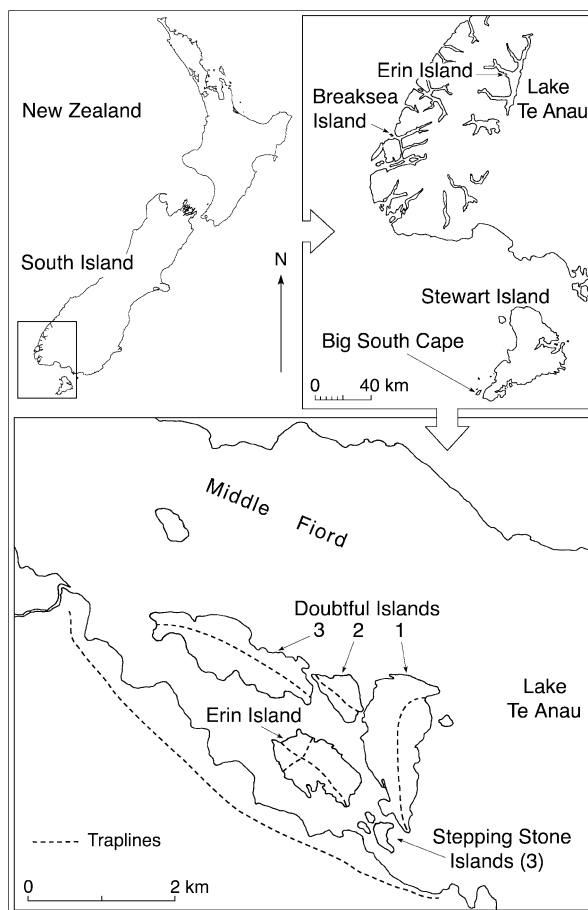 New Zealand
South Island
N
Erin Island
Lake
Te Anau
Breaksea
Island
Stewart Island
Big South Cape
0 40 km
Middle Fiord
Doubtful Islands
3 2 1
Lake
Te Anau
Erin Island
Traplines
Stepping Stone
Islands (3)
0 2 km